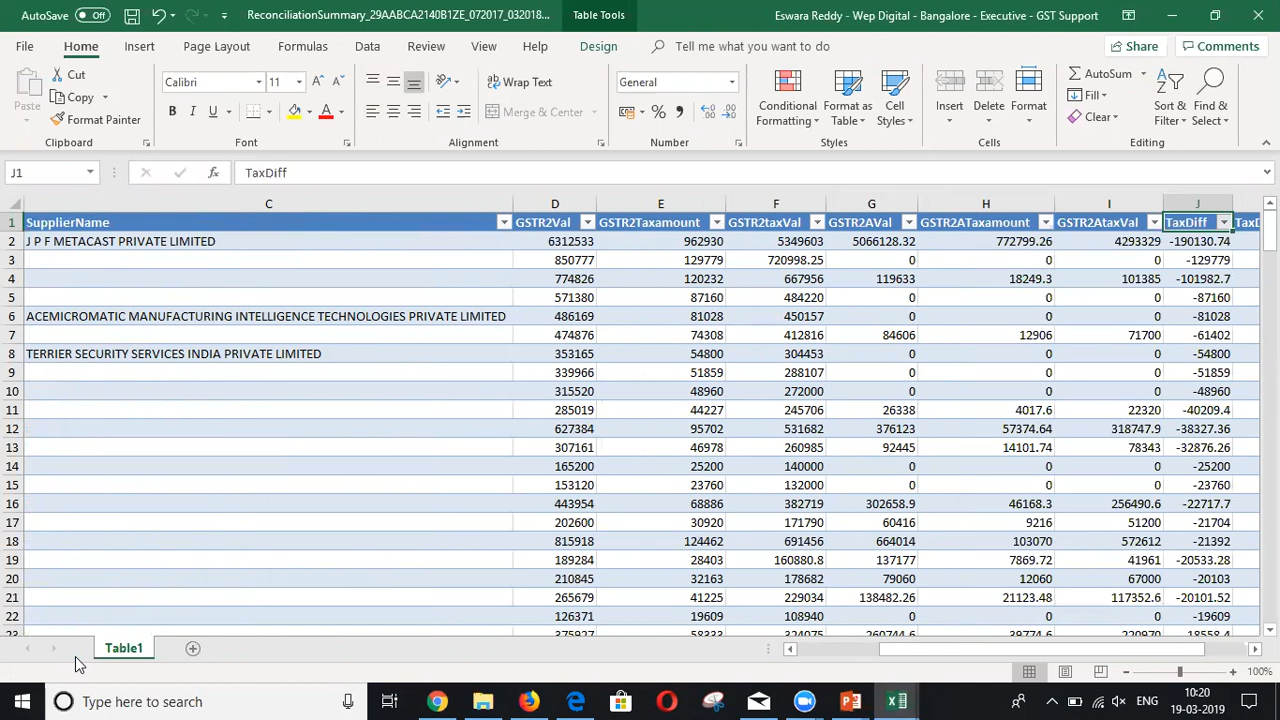 AutoSave Off ReconciliationSummary_29AABCA2140B1ZE_072017_032018... Table Tools Eswara Reddy - Wep Digital - Bangalore - Executive - GST Support
File Home Insert Page Layout Formulas Data Review View Help Design Tell me what you want to do Share Comments
Paste Cut Copy Format Painter Calibri 11 Wrap Text Merge & Center General Conditional Formatting Format as Table Cell Styles Insert Delete Format AutoSum Fill Clear Sort & Filter Find & Select
Clipboard Font Alignment Number Styles Cells Editing
J1 TaxDiff
C D E F G H I J
1 SupplierName GSTR2Val GSTR2Taxamount GSTR2taxVal GSTR2AVal GSTR2ATaxamount GSTR2AtaxVal TaxDiff
2 J P F METACAST PRIVATE LIMITED 6312533 962930 5349603 5066128.32 772799.26 4293329 -190130.74
3 850777 129779 720998.25 0 0 0 -129779
4 774826 120232 667956 119633 18249.3 101385 -101982.7
5 571380 87160 484220 0 0 0 -87160
6 ACEMICROMATIC MANUFACTURING INTELLIGENCE TECHNOLOGIES PRIVATE LIMITED 486169 81028 450157 0 0 0 -81028
7 474876 74308 412816 84606 12906 71700 -61402
8 TERRIER SECURITY SERVICES INDIA PRIVATE LIMITED 353165 54800 304453 0 0 0 -54800
9 339966 51859 288107 0 0 0 -51859
10 315520 48960 272000 0 0 0 -48960
11 285019 44227 245706 26338 4017.6 22320 -40209.4
12 627384 95702 531682 376123 57374.64 318747.9 -38327.36
13 307161 46978 260985 92445 14101.74 78343 -32876.26
14 165200 25200 140000 0 0 0 -25200
15 153120 23760 132000 0 0 0 -23760
16 443954 68886 382719 302658.9 46168.3 256490.6 -22717.7
17 202600 30920 171790 60416 9216 51200 -21704
18 815918 124462 691456 664014 103070 572612 -21392
19 189284 28403 160880.8 137177 7869.72 41961 -20533.28
20 210845 32163 178682 79060 12060 67000 -20103
21 265679 41225 229034 138482.26 21123.48 117352.6 -20101.52
22 126371 19609 108940 0 0 0 -19609
23 375927 58333 324075 260744.6 39774.6 220970 -18558.4
Table1
100%
Type here to search ENG 10:20
19-03-2019